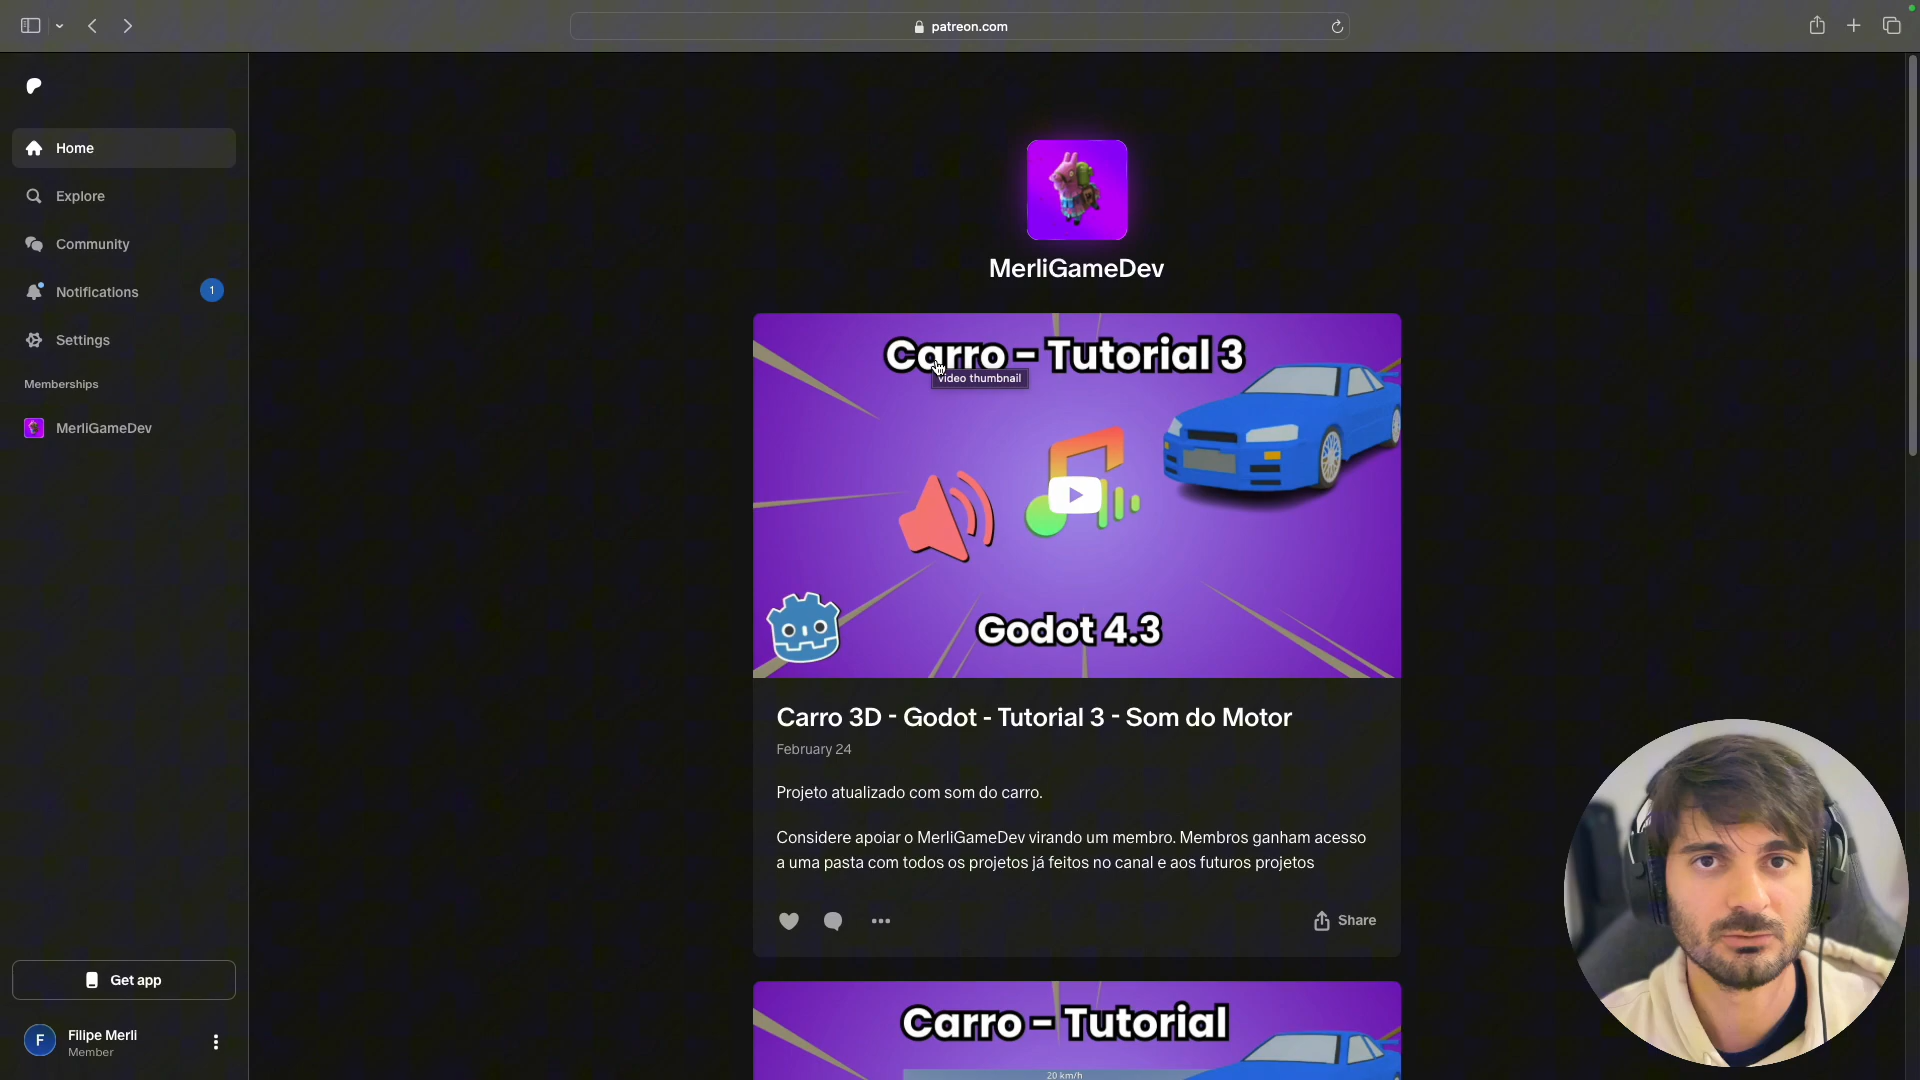 patreon.com
Home
Explore
Community
Notifications
1
Settings
Memberships
MerliGameDev
Get app
F
Filipe Merli
Member
MerliGameDev
Carro - Tutorial 3
video thumbnail
Godot 4.3
Carro 3D - Godot - Tutorial 3 - Som do Motor
February 24
Projeto atualizado com som do carro.
Considere apoiar o MerliGameDev virando um membro. Membros ganham acesso
a uma pasta com todos os projetos já feitos no canal e aos futuros projetos
Share
Carro - Tutorial
20 km/h